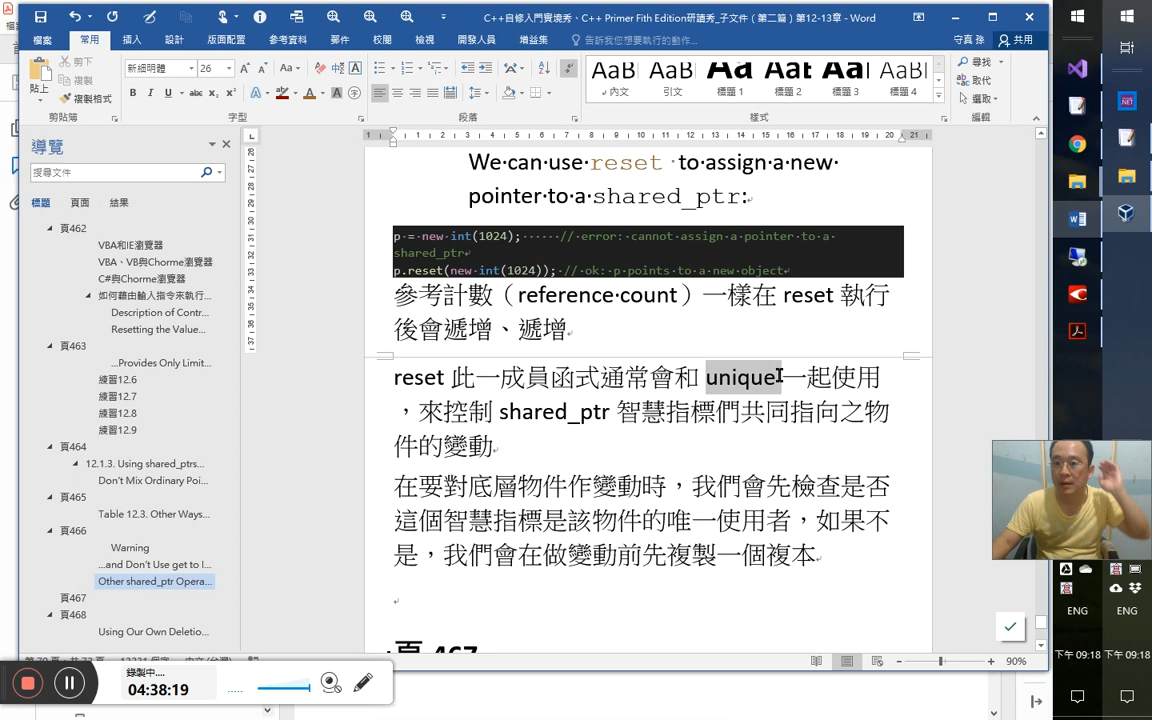 C++自修入門實境秀、C++ Primer Fith Edition研讀秀_子文件（第二篇）第12-13章 - Word
檔案 常用 插入 設計 版面配置 參考資料 郵件 校閱 檢視 開發人員 增益集 告訴我您想要執行的動作... 守真 孫 共用
貼上 剪下 複製 複製格式 剪貼簿
新細明體 26 字型
段落
AaB AaB Aa Aat Aal AaBl
內文 引文 標題 1 標題 2 標題 3 標題 4
樣式
尋找 取代 選取 編輯
導覽
搜尋文件
標題 頁面 結果
頁462
VBA和IE瀏覽器
VBA、VB與Chorme瀏覽器
C#與Chorme瀏覽器
如何藉由輸入指令來執行...
Description of Contr...
Resetting the Value...
頁463
...Provides Only Limit...
練習12.6
練習12.7
練習12.8
練習12.9
頁464
12.1.3. Using shared_ptrs...
Don't Mix Ordinary Poi...
頁465
Table 12.3. Other Ways...
頁466
Warning
...and Don't Use get to I...
Other shared_ptr Opera...
頁467
頁468
Using Our Own Deletio...
We can use reset to assign a new
pointer to a shared_ptr:
p = new int(1024); // error: cannot assign a pointer to a
shared_ptr
p.reset(new int(1024)); // ok: p points to a new object
參考計數（reference count）一樣在 reset 執行
後會遞增、遞增
reset 此一成員函式通常會和 unique 一起使用
，來控制 shared_ptr 智慧指標們共同指向之物
件的變動
在要對底層物件作變動時，我們會先檢查是否
這個智慧指標是該物件的唯一使用者，如果不
是，我們會在做變動前先複製一個複本
頁 467
90%
錄製中....
04:38:19
ENG ENG
下午 09:18 下午 09:18